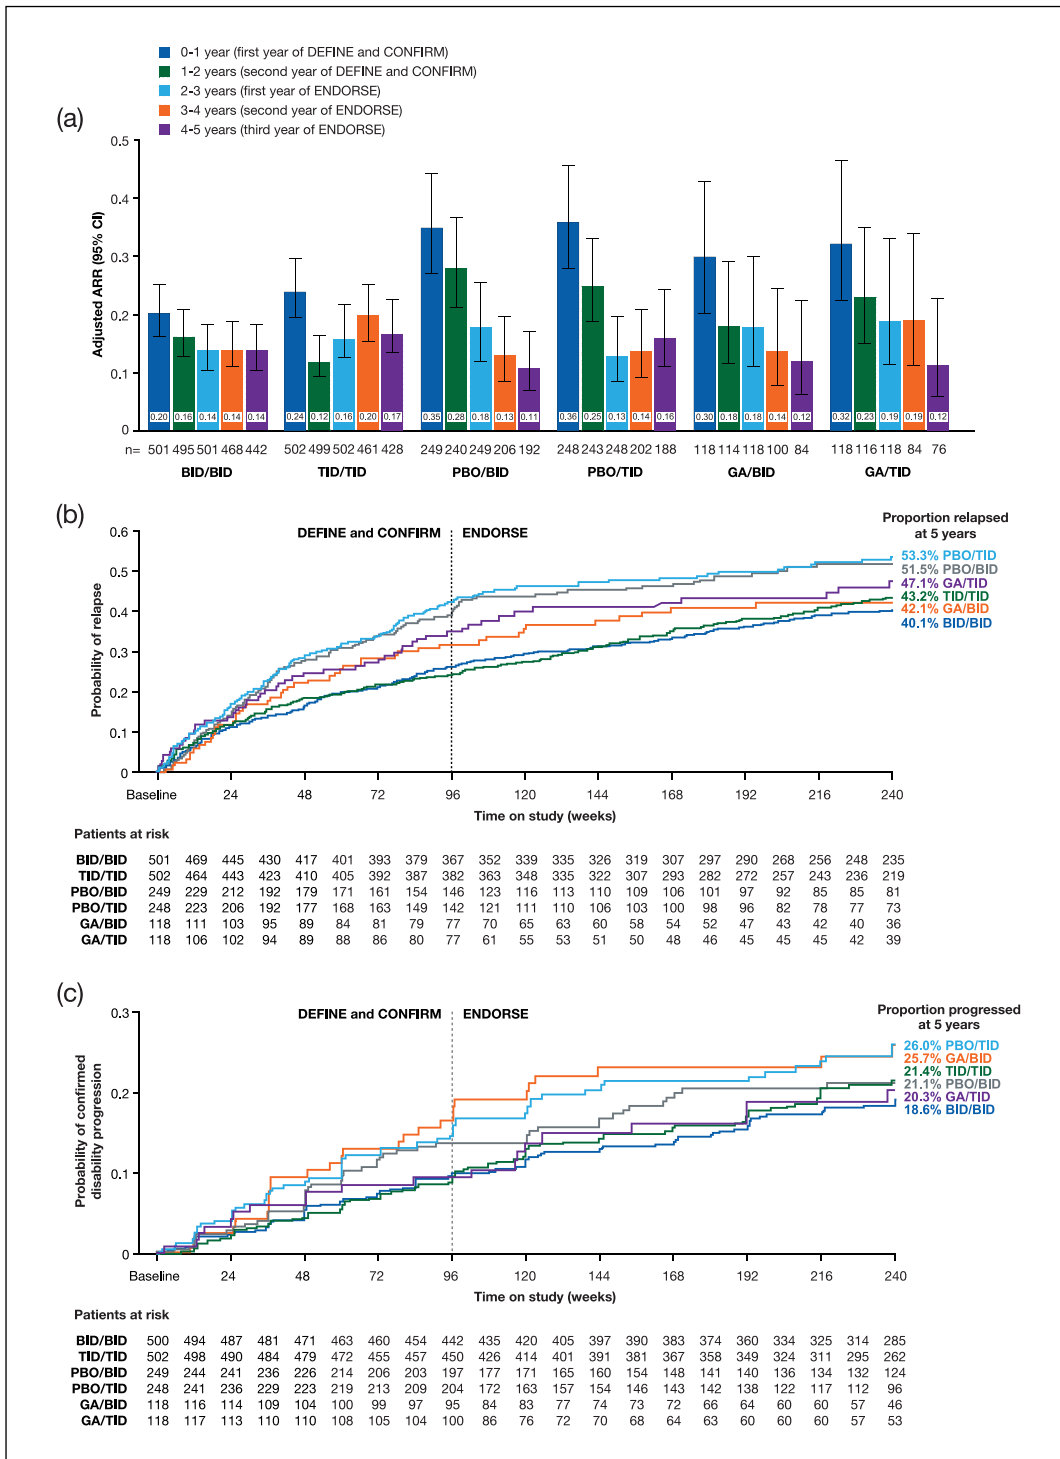 0-1 year (first year of DEFINE and CONFIRM)
1-2 years (second year of DEFINE and CONFIRM)
2-3 years (first year of ENDORSE)
3-4 years (second year of ENDORSE)
4-5 years (third year of ENDORSE)
(a)
Adjusted ARR (95% CI)
0.5
0.4
0.3
0.2
0.1
0
0.20 0.16 0.14 0.14 0.14 0.24 0.12 0.16 0.20 0.17 0.35 0.28 0.18 0.13 0.11 0.36 0.25 0.13 0.14 0.16 0.30 0.18 0.18 0.14 0.12 0.32 0.23 0.19 0.19 0.12
n= 501 495 501 468 442 502 499 502 461 428 249 240 249 206 192 248 243 248 202 188 118 114 118 100 84 118 116 118 84 76
BID/BID TID/TID PBO/BID PBO/TID GA/BID GA/TID
(b)
DEFINE and CONFIRM ENDORSE
Proportion relapsed
at 5 years
53.3% PBO/TID
51.5% PBO/BID
47.1% GA/TID
43.2% TID/TID
42.1% GA/BID
40.1% BID/BID
Probability of relapse
0.6
0.5
0.4
0.3
0.2
0.1
0
Baseline 24 48 72 96 120 144 168 192 216 240
Time on study (weeks)
Patients at risk
BID/BID 501 469 445 430 417 401 393 379 367 352 339 335 326 319 307 297 290 268 256 248 235
TID/TID 502 464 443 423 410 405 392 387 382 363 348 335 322 307 293 282 272 257 243 236 219
PBO/BID 249 229 212 192 179 171 161 154 146 123 116 113 110 109 106 101 97 92 85 85 81
PBO/TID 248 223 206 192 177 168 163 149 142 121 111 110 106 103 100 98 96 82 78 77 73
GA/BID 118 111 103 95 89 84 81 79 77 70 65 63 60 58 54 52 47 43 42 40 36
GA/TID 118 106 102 94 89 88 86 80 77 61 55 53 51 50 48 46 45 45 45 42 39
(c)
DEFINE and CONFIRM ENDORSE
Proportion progressed
at 5 years
26.0% PBO/TID
25.7% GA/BID
21.4% TID/TID
21.1% PBO/BID
20.3% GA/TID
18.6% BID/BID
Probability of confirmed
disability progression
0.3
0.2
0.1
0
Baseline 24 48 72 96 120 144 168 192 216 240
Time on study (weeks)
Patients at risk
BID/BID 500 494 487 481 471 463 460 454 442 435 420 405 397 390 383 374 360 334 325 314 285
TID/TID 502 498 490 484 479 472 455 457 450 426 414 401 391 381 367 358 349 324 311 295 262
PBO/BID 249 244 241 236 226 214 206 203 197 177 171 165 160 154 148 141 140 136 134 132 124
PBO/TID 248 241 236 229 223 219 213 209 204 172 163 157 154 146 143 142 138 122 117 112 96
GA/BID 118 116 114 109 104 100 99 97 95 84 83 77 74 73 72 66 64 60 60 57 46
GA/TID 118 117 113 110 110 108 105 104 100 86 76 72 70 68 64 63 60 60 60 57 53